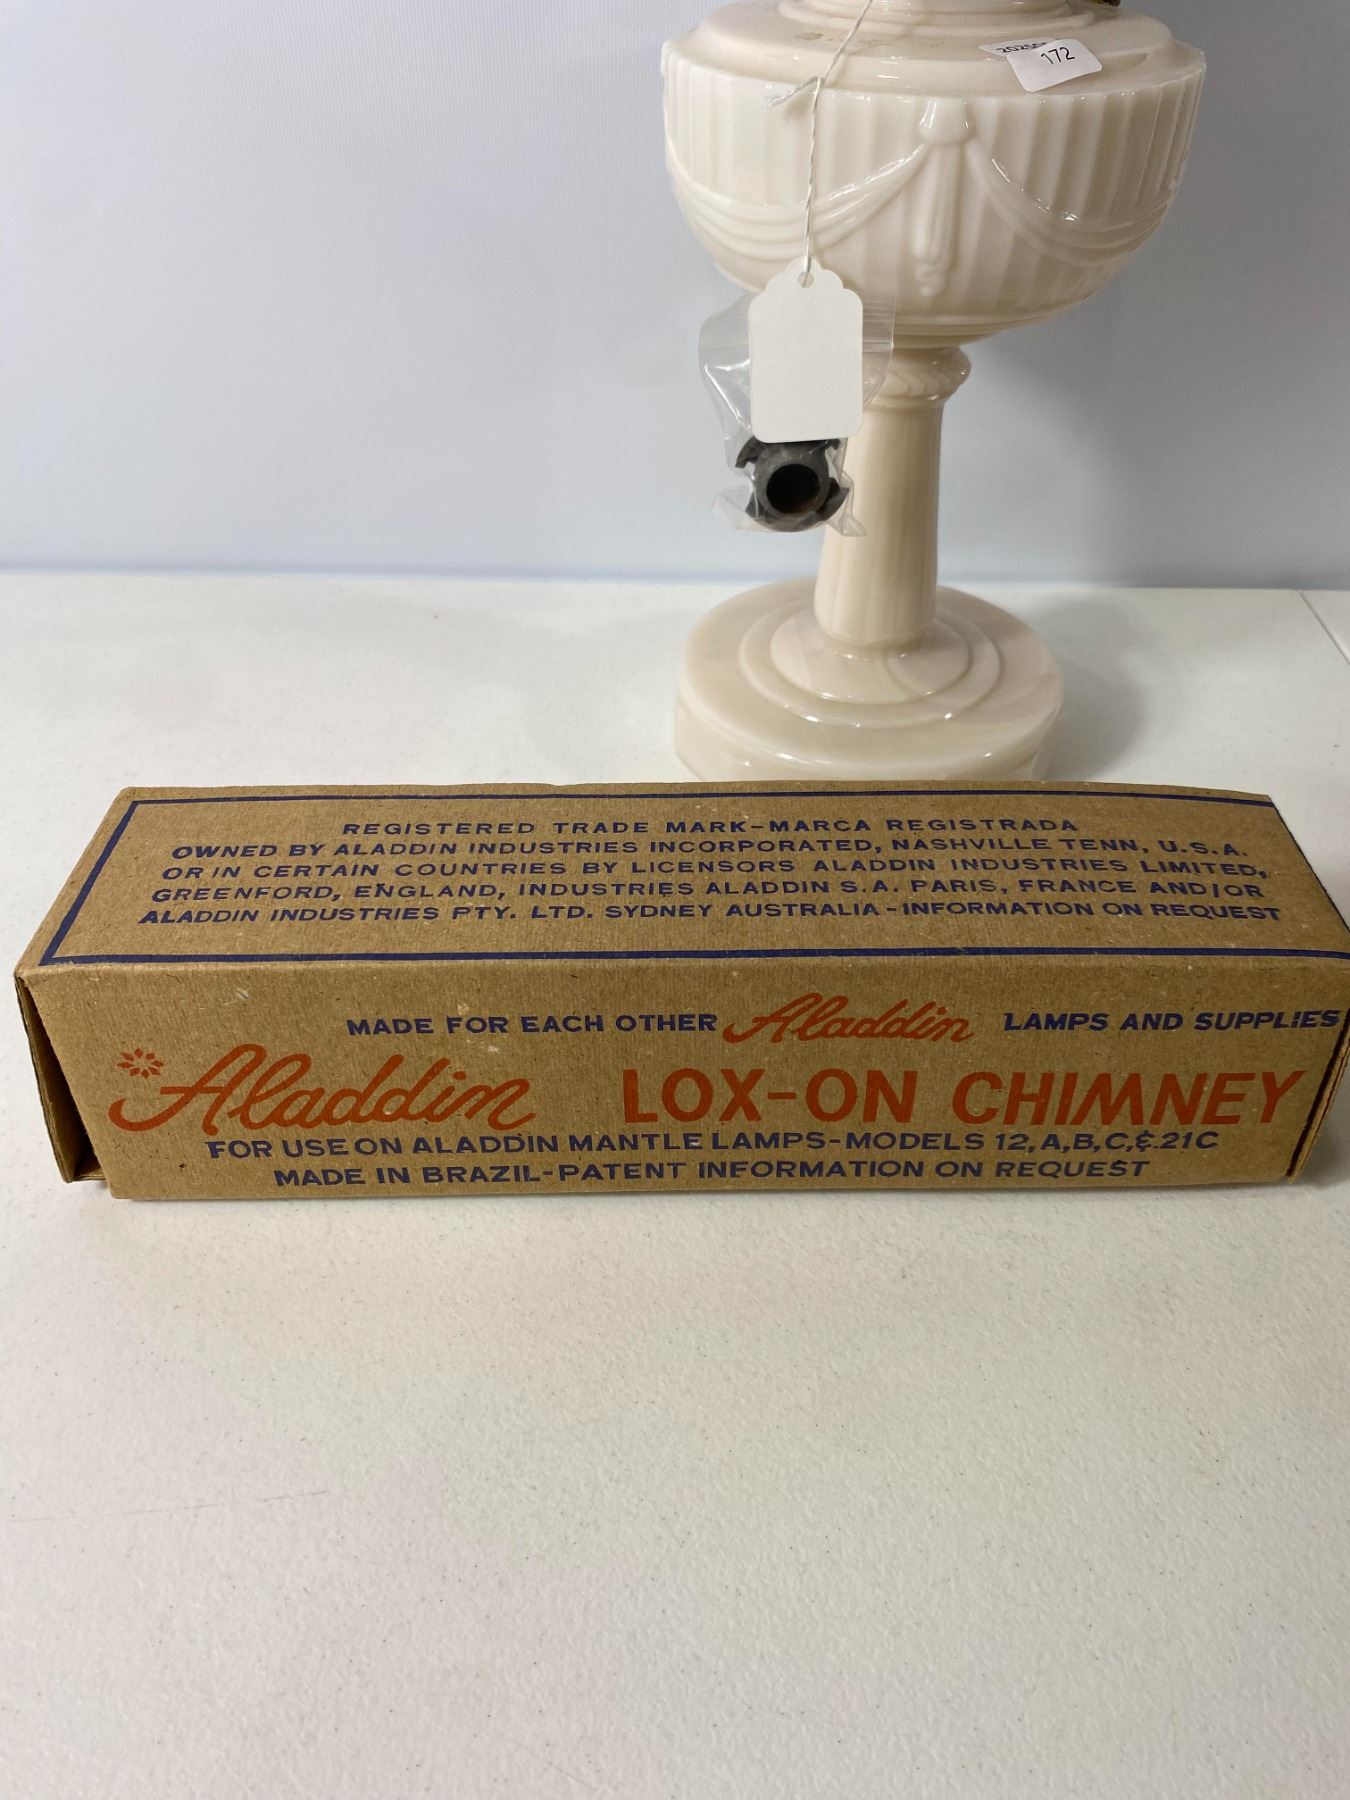 172
REGISTERED TRADE MARK-MARCA REGISTRADA
OWNED BY ALADDIN INDUSTRIES INCORPORATED, NASHVILLE TENN, U.S.A.
OR IN CERTAIN COUNTRIES BY LICENSORS ALADDIN INDUSTRIES LIMITED,
GREENFORD, ENGLAND, INDUSTRIES ALADDIN S.A. PARIS, FRANCE AND/OR
ALADDIN INDUSTRIES PTY. LTD. SYDNEY AUSTRALIA-INFORMATION ON REQUEST
MADE FOR EACH OTHER Aladdin LAMPS AND SUPPLIES
Aladdin LOX-ON CHIMNEY
FOR USE ON ALADDIN MANTLE LAMPS-MODELS 12,A,B,C,&.21C
MADE IN BRAZIL-PATENT INFORMATION ON REQUEST